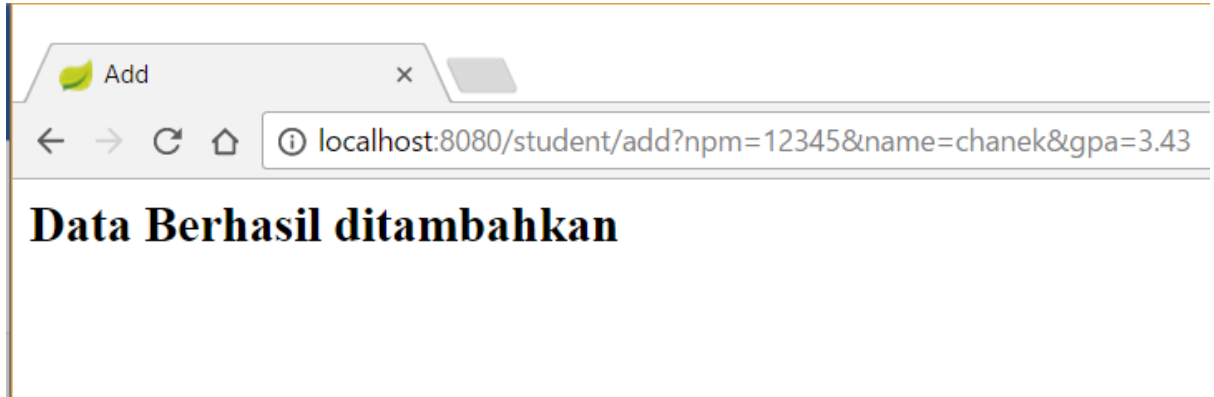 Add
localhost:8080/student/add?npm=12345&name=chanek&gpa=3.43
Data Berhasil ditambahkan